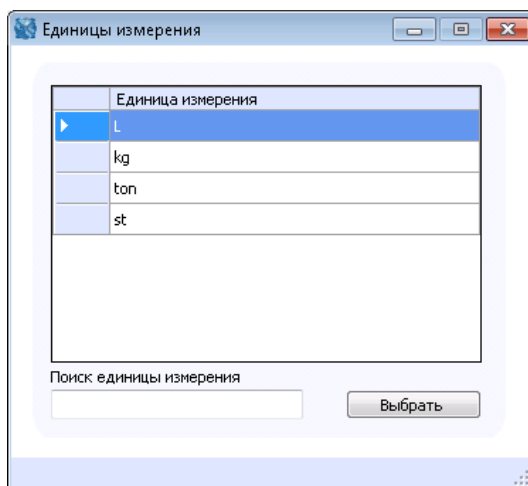 Единицы измерения
Единица измерения
L
kg
ton
st
Поиск единицы измерения
Выбрать